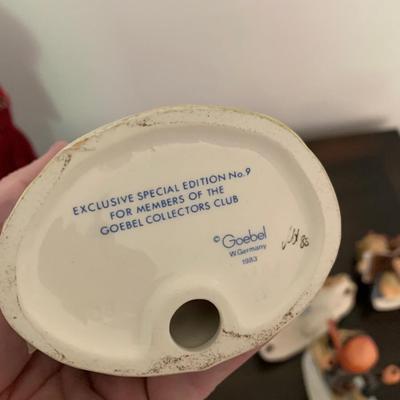 EXCLUSIVE SPECIAL EDITION No. 9
FOR MEMBERS OF THE
GOEBEL COLLECTORS CLUB
© Goebel
W. Germany
1983